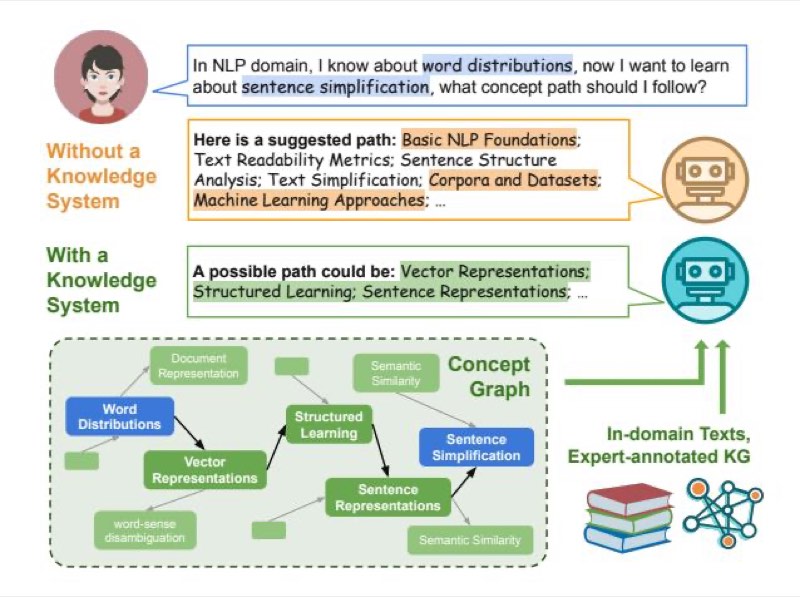 In NLP domain, I know about word distributions, now I want to learn
about sentence simplification, what concept path should I follow?
Without a
Knowledge
System
Here is a suggested path: Basic NLP Foundations;
Text Readability Metrics; Sentence Structure
Analysis; Text Simplification; Corpora and Datasets;
Machine Learning Approaches; ...
With a
Knowledge
System
A possible path could be: Vector Representations;
Structured Learning; Sentence Representations; ...
Document
Representation
Semantic
Similarity
Concept
Graph
Word
Distributions
Structured
Learning
Sentence
Simplification
Vector
Representations
Sentence
Representations
word-sense
disambiguation
Semantic Similarity
In-domain Texts,
Expert-annotated KG